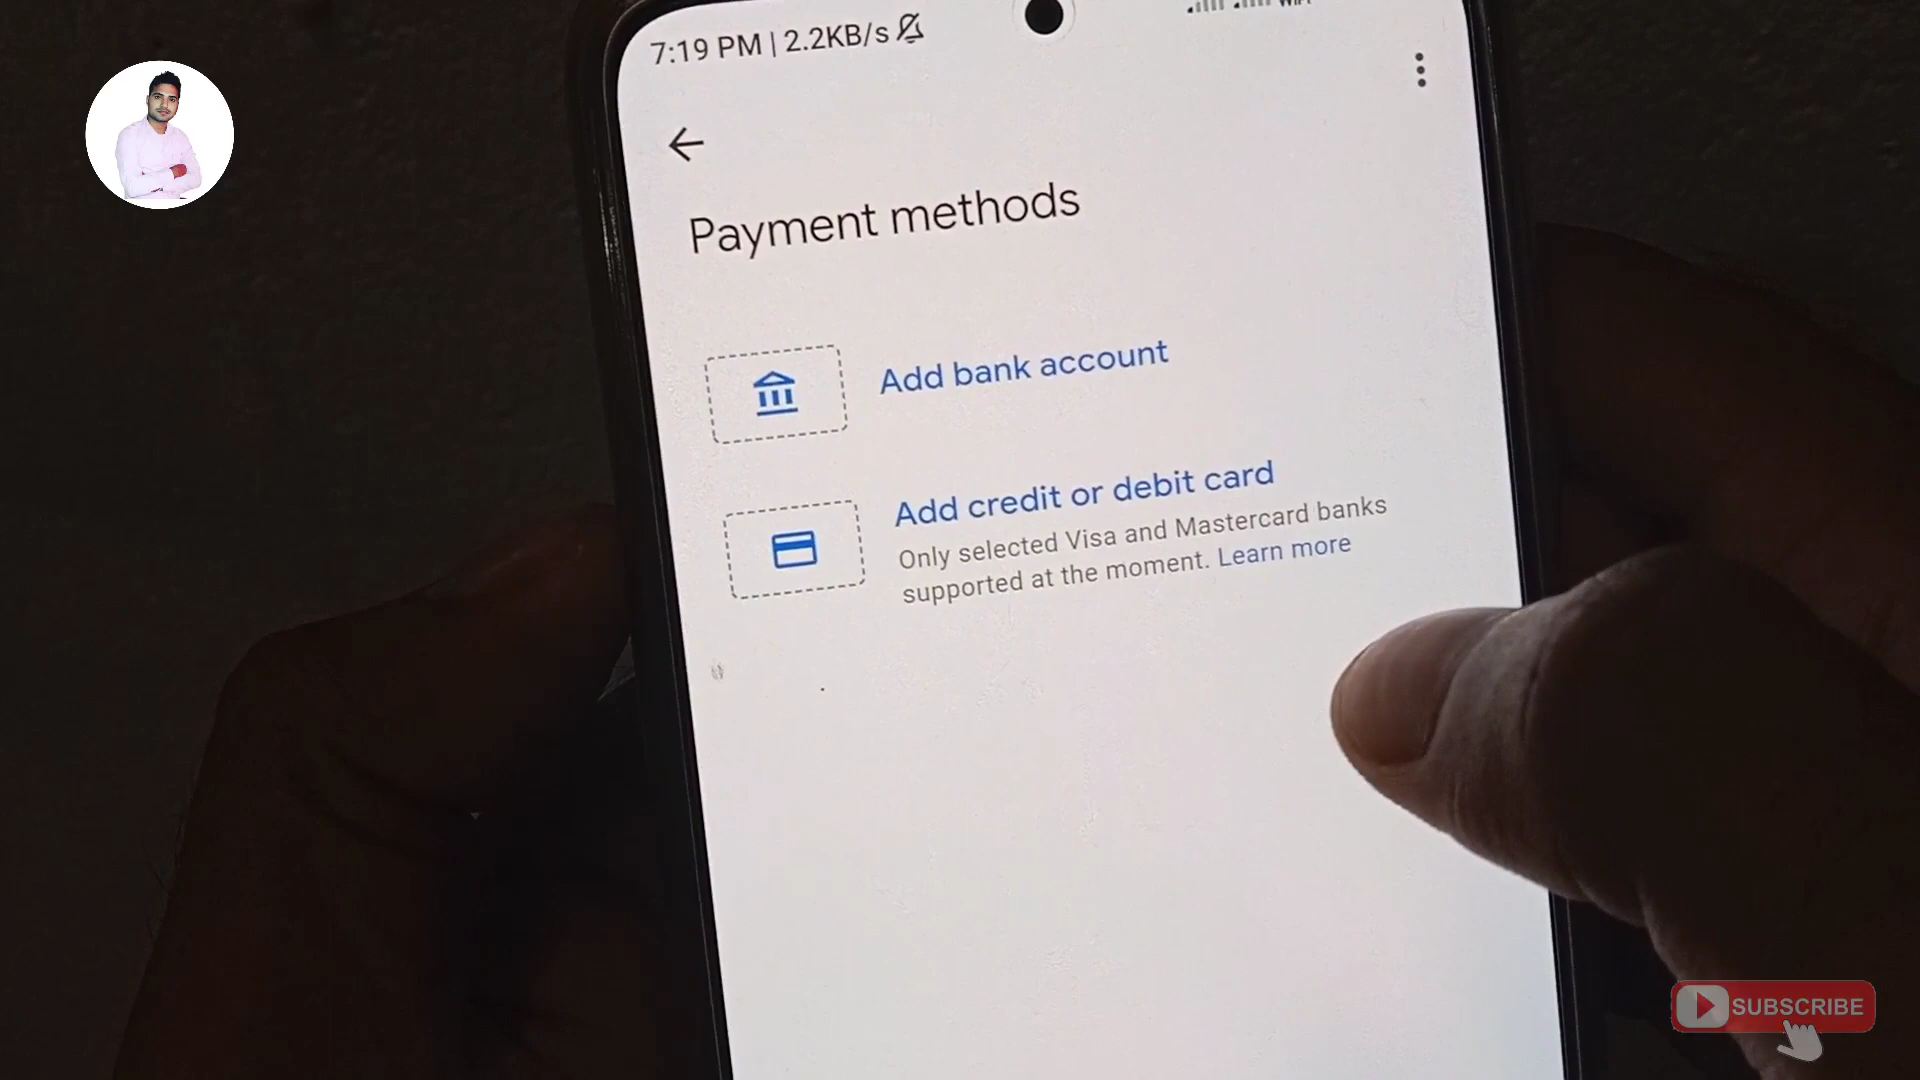 7:19 PM | 2.2KB/s
Payment methods
Add bank account
Add credit or debit card
Only selected Visa and Mastercard banks
supported at the moment. Learn more
SUBSCRIBE